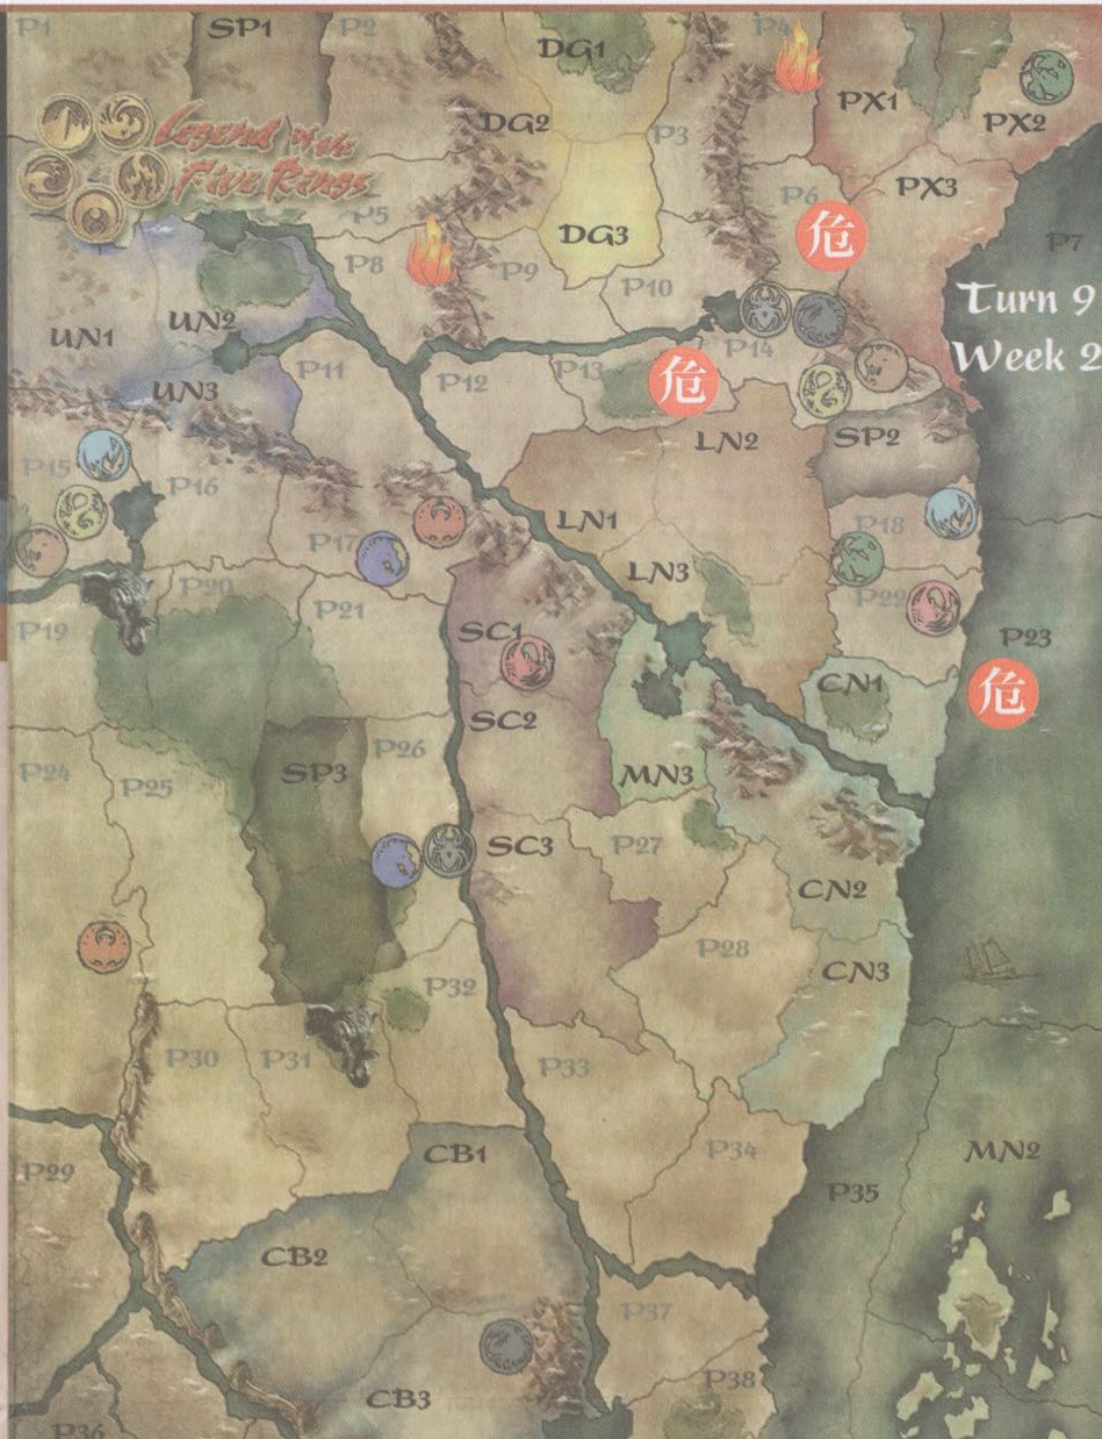 P1
SP1
P2
DG1
P4
PX1
PX2
DG2
P3
Legend of the
Five Rings
P5
DG3
P6
危
PX3
P7
P8
P9
P10
Turn 9
Week 2
UN1
UN2
UN3
P11
P12
P13
危
P14
LN2
SP2
P15
P16
P17
LN1
LN3
P18
P19
P20
P21
SC1
P22
P23
危
CN1
SC2
MN3
P24
P25
SP3
P26
SC3
P27
CN2
P28
CN3
P32
P30
P31
P33
P29
CB1
P34
P35
MN2
CB2
P37
CB3
P38
P36